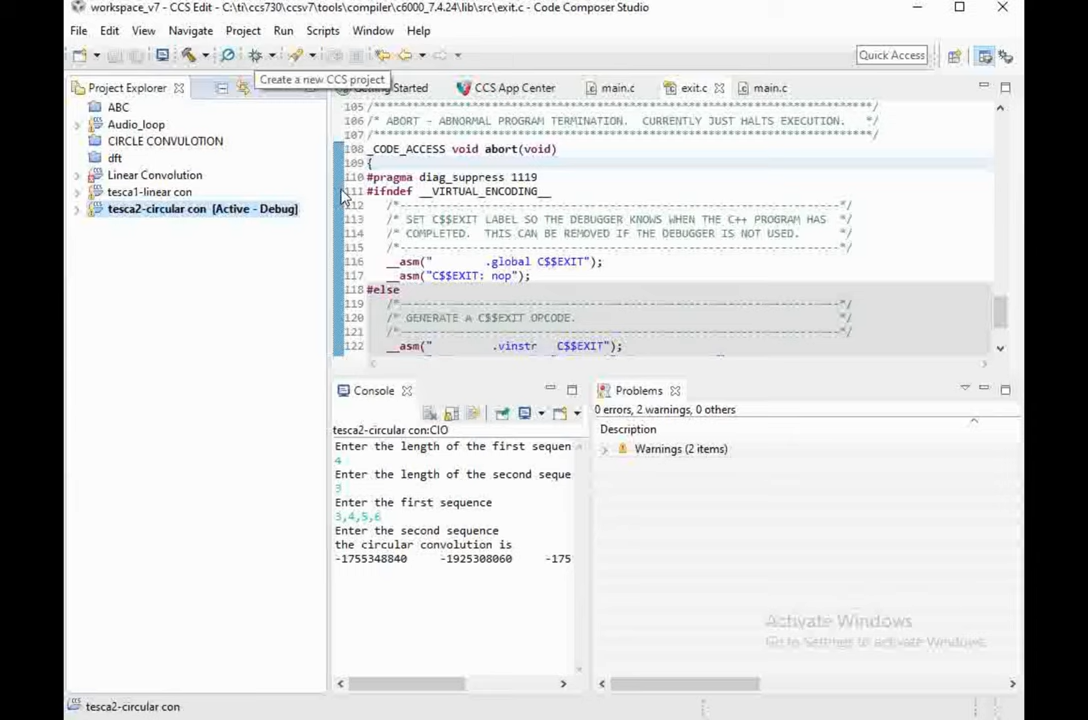 workspace_v7 - CCS Edit - C:\ti\ccs730\ccsv7\tools\compiler\c6000_7.4.24\lib\src\exit.c - Code Composer Studio
File Edit View Navigate Project Run Scripts Window Help
Quick Access
Create a new CCS project
Project Explorer
Getting Started
CCS App Center
main.c
exit.c
main.c
ABC
Audio_loop
CIRCLE CONVULOTION
dft
Linear Convolution
tesca1-linear con
tesca2-circular con [Active - Debug]
105 /****************************************************************************/
106 /* ABORT - ABNORMAL PROGRAM TERMINATION.  CURRENTLY JUST HALTS EXECUTION.   */
107 /****************************************************************************/
108 _CODE_ACCESS void abort(void)
109 {
110 #pragma diag_suppress 1119
111 #ifndef __VIRTUAL_ENCODING__
112 /*-------------------------------------------------------------------*/
113 /* SET C$$EXIT LABEL SO THE DEBUGGER KNOWS WHEN THE C++ PROGRAM HAS  */
114 /* COMPLETED.  THIS CAN BE REMOVED IF THE DEBUGGER IS NOT USED.      */
115 /*-------------------------------------------------------------------*/
116 __asm("        .global C$$EXIT");
117 __asm("C$$EXIT: nop");
118 #else
119 /*-------------------------------------------------------------------*/
120 /* GENERATE A C$$EXIT OPCODE.                                        */
121 /*-------------------------------------------------------------------*/
122 __asm("        .vinstr   C$$EXIT");
Console
tesca2-circular con:CIO
Enter the length of the first sequen
4
Enter the length of the second seque
3
Enter the first sequence
3,4,5,6
Enter the second sequence
the circular convolution is
-1755348840 -1925308060 -175
Problems
0 errors, 2 warnings, 0 others
Description
Warnings (2 items)
Activate Windows
Go to Settings to activate Windows.
tesca2-circular con